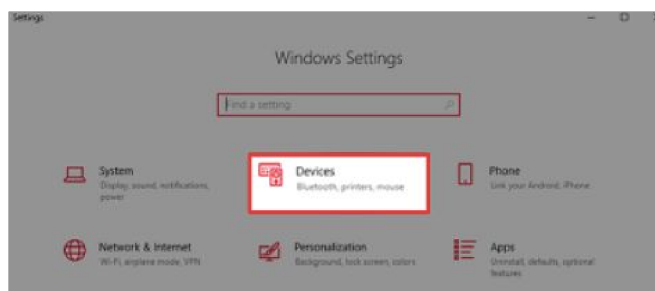 Settings
Windows Settings
Find a setting
System
Display, sound, notifications,
power
Devices
Bluetooth, printers, mouse
Phone
Link your Android, iPhone
Network & Internet
Wi-Fi, airplane mode, VPN
Personalization
Background, lock screen, colors
Apps
Uninstall, defaults, optional
features